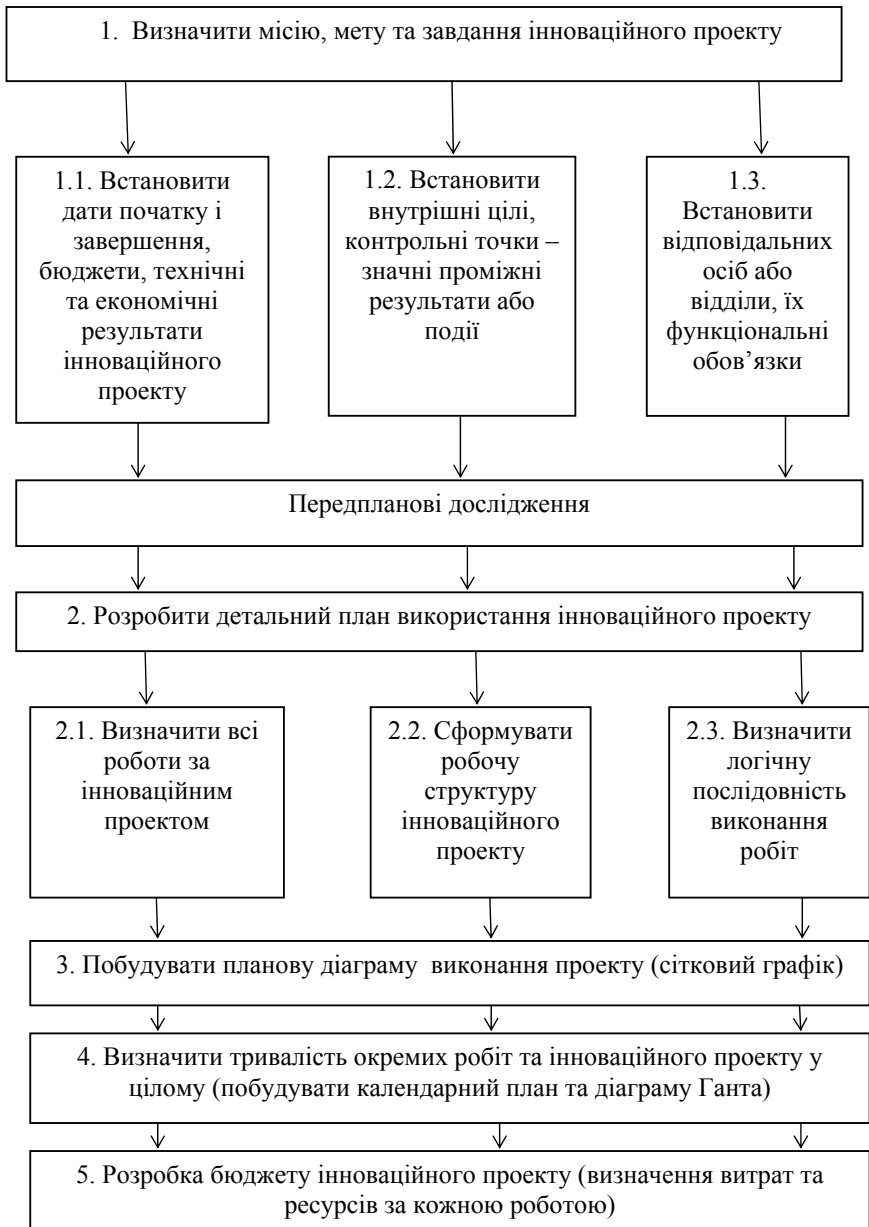 1. Визначити місію, мету та завдання інноваційного проекту
1.1. Встановити
дати початку і
завершення,
бюджети, технічні
та економічні
результати
інноваційного
проекту
1.2. Встановити
внутрішні цілі,
контрольні точки –
значні проміжні
результати або
події
1.3.
Встановити
відповідальних
осіб або
відділи, їх
функціональні
обов’язки
Передпланові дослідження
2. Розробити детальний план використання інноваційного проекту
2.1. Визначити всі
роботи за
інноваційним
проектом
2.2. Сформувати
робочу
структуру
інноваційного
проекту
2.3. Визначити
логічну
послідовність
виконання
робіт
3. Побудувати планову діаграму виконання проекту (сітковий графік)
4. Визначити тривалість окремих робіт та інноваційного проекту у
цілому (побудувати календарний план та діаграму Ганта)
5. Розробка бюджету інноваційного проекту (визначення витрат та
ресурсів за кожною роботою)